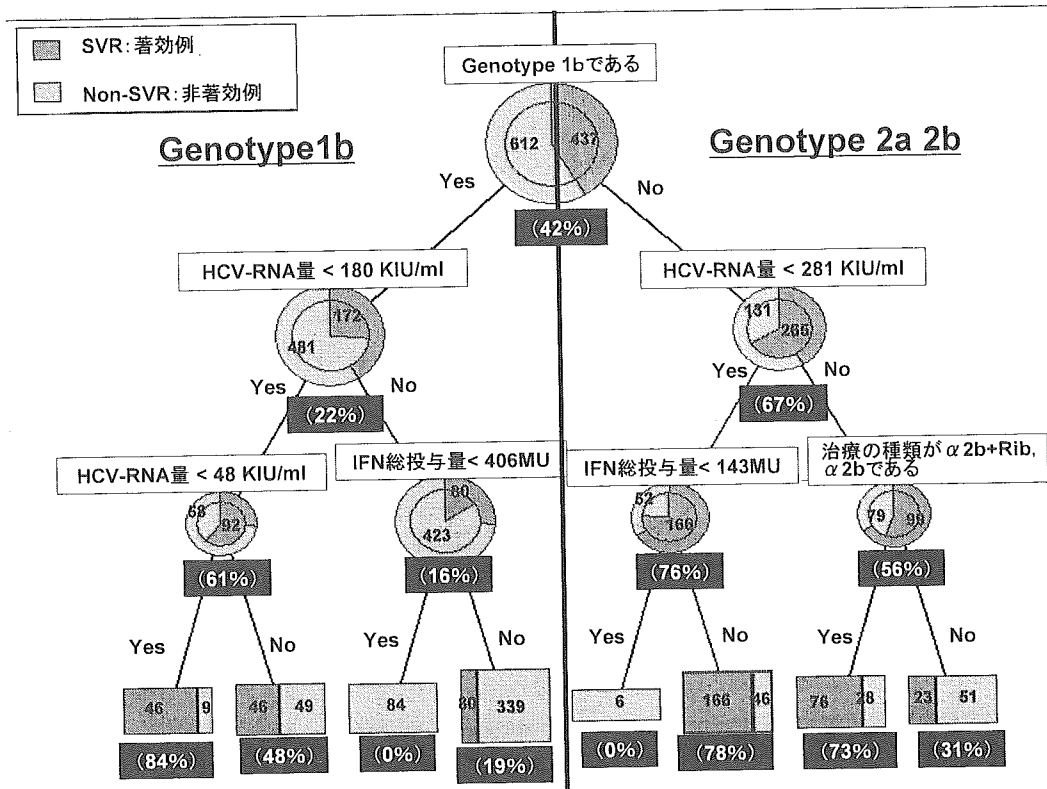 SVR：著効例
Non-SVR：非著効例
Genotype 1bである
Genotype1b
Genotype 2a 2b
612
437
Yes
No
(42%)
HCV-RNA量 < 180 KIU/ml
HCV-RNA量 < 281 KIU/ml
172
481
131
265
Yes
No
Yes
No
(22%)
(67%)
HCV-RNA量 < 48 KIU/ml
IFN総投与量< 406MU
IFN総投与量< 143MU
治療の種類がα2b+Rib,
α2bである
58
92
80
423
52
166
79
99
(61%)
(16%)
(76%)
(56%)
Yes
No
Yes
No
Yes
No
Yes
No
46
9
46
49
84
80
339
6
166
46
76
28
23
51
(84%)
(48%)
(0%)
(19%)
(0%)
(78%)
(73%)
(31%)